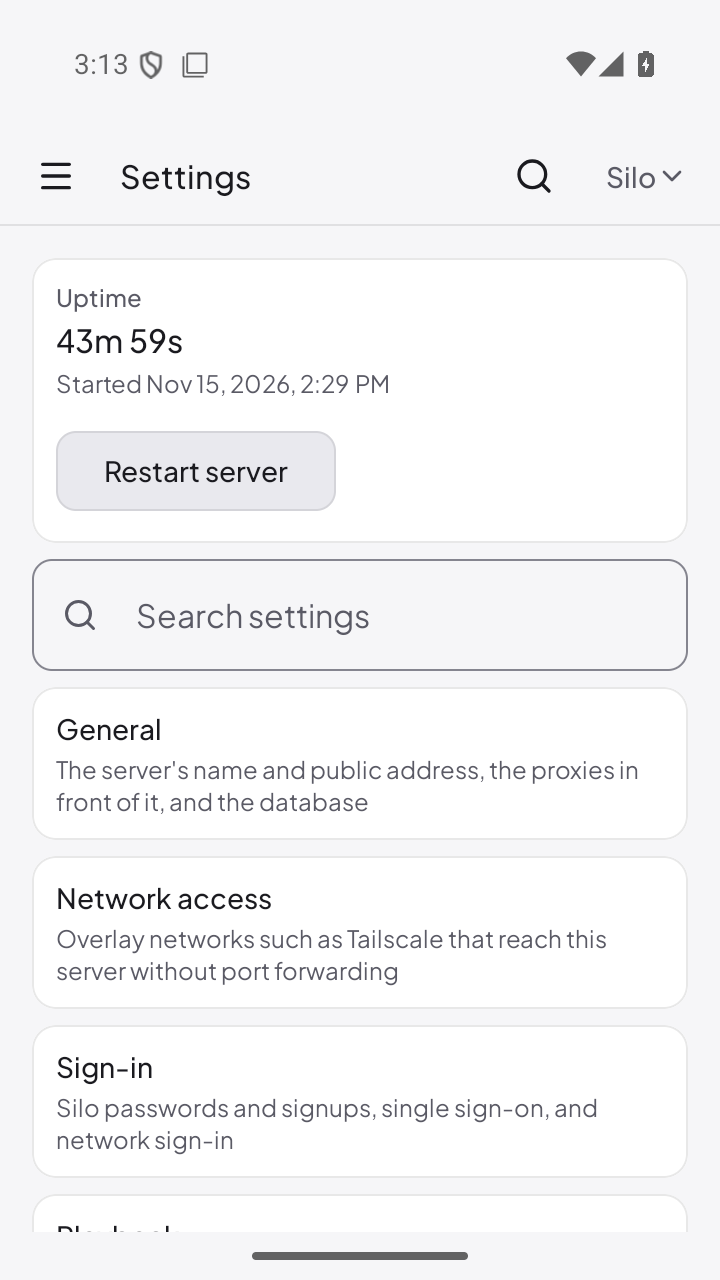 3:13
Settings
Silo
Uptime
43m 59s
Started Nov 15, 2026, 2:29 PM
Restart server
Search settings
General
The server's name and public address, the proxies in
front of it, and the database
Network access
Overlay networks such as Tailscale that reach this
server without port forwarding
Sign-in
Silo passwords and signups, single sign-on, and
network sign-in